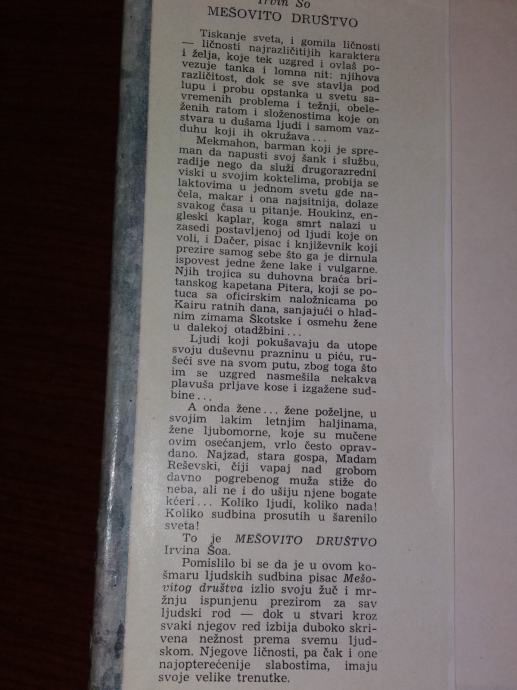 Irvin Šo
MEŠOVITO DRUŠTVO
Tiskanje sveta, i gomila ličnosti
— ličnosti najrazličitijih karaktera
i želja, koje tek uzgred i ovlaš po-
vezuje tanka i lomna nit: njihova
različitost, dok se sve stavlja pod
lupu i probu opstanka u svetu sa-
vremenih problema i težnji, obele-
ženih ratom i složenostima koje on
stvara u dušama ljudi i samom vaz-
duhu koji ih okružava...
Mekmahon, barman koji je spre-
man da napusti svoj šank i službu,
radije nego da služi drugorazredni
viski u svojim koktelima, probija se
laktovima u jednom svetu gde na-
čela, makar i ona najsitnija, dolaze
svakog časa u pitanje. Houkinz, en-
gleski kaplar, koga smrt nalazi u
zasedi postavljenoj od ljudi koje on
voli, i Dačer, pisac i književnik koji
prezire samog sebe što ga je dirnula
ispovest jedne žene lake i vulgarne.
Njih trojica su duhovna braća bri-
tanskog kapetana Pitera, koji se po-
tuca sa oficirskim naložnicama po
Kairu ratnih dana, sanjajući o hlad-
nim zimama Škotske i osmehu žene
u dalekoj otadžbini...
Ljudi koji pokušavaju da utope
svoju duševnu prazninu u piću, ru-
šeći sve na svom putu, zbog toga što
im se uzgred nasmešila nekakva
plavuša prljave kose i izgažene sud-
bine...
A onda žene... žene poželjne, u
svojim lakim letnjim haljinama,
žene ljubomorne, koje su mučene
ovim osećanjem, vrlo često oprav-
dano. Najzad, stara gospa, Madam
Reševski, čiji vapaj nad grobom
davno pogrebenog muža stiže do
neba, ali ne i do ušiju njene bogate
kćeri... Koliko ljudi, koliko nada!
Koliko sudbina prosutih u šarenilo
sveta!
To je MEŠOVITO DRUŠTVO
Irvina Šoa.
Pomislilo bi se da je u ovom ko-
šmaru ljudskih sudbina pisac Mešo-
vitog društva izlio svoju žuč i mr-
žnju ispunjenu prezirom za sav
ljudski rod — dok u stvari kroz
svaki njegov red izbija duboko skri-
vena nežnost prema svemu ljud-
skom. Njegove ličnosti, pa čak i one
najopterećenije slabostima, imaju
svoje velike trenutke.